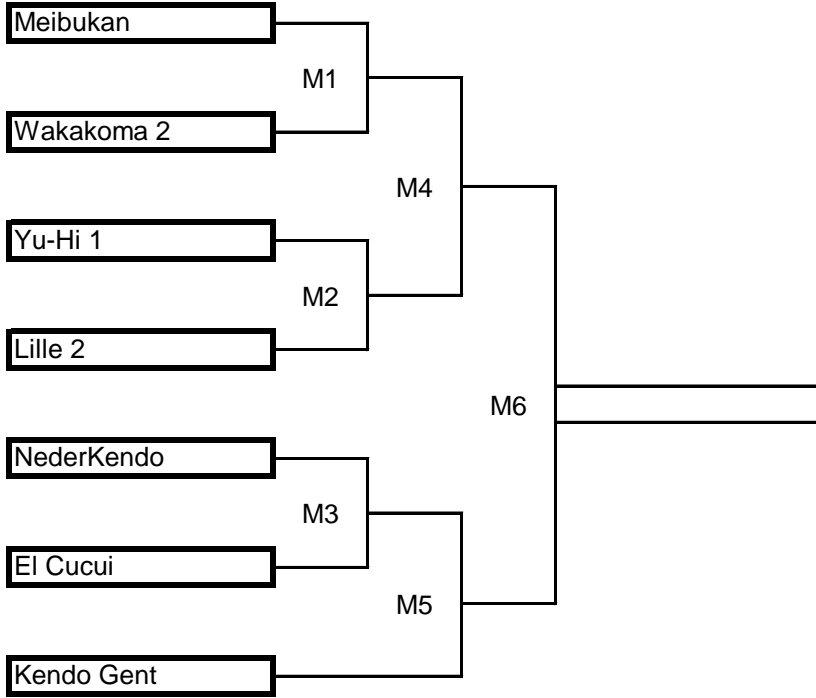 Meibukan
M1
Wakakoma 2
M4
Yu-Hi 1
M2
Lille 2
M6
NederKendo
M3
El Cucui
M5
Kendo Gent